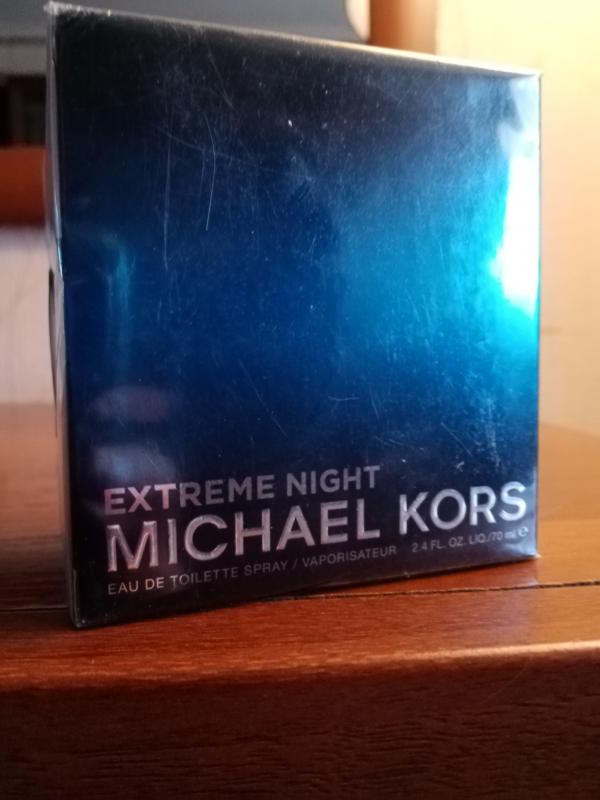 EXTREME NIGHT
MICHAEL KORS
EAU DE TOILETTE SPRAY / VAPORISATEUR 2.4 FL. OZ. LIQ./70 ml ℮